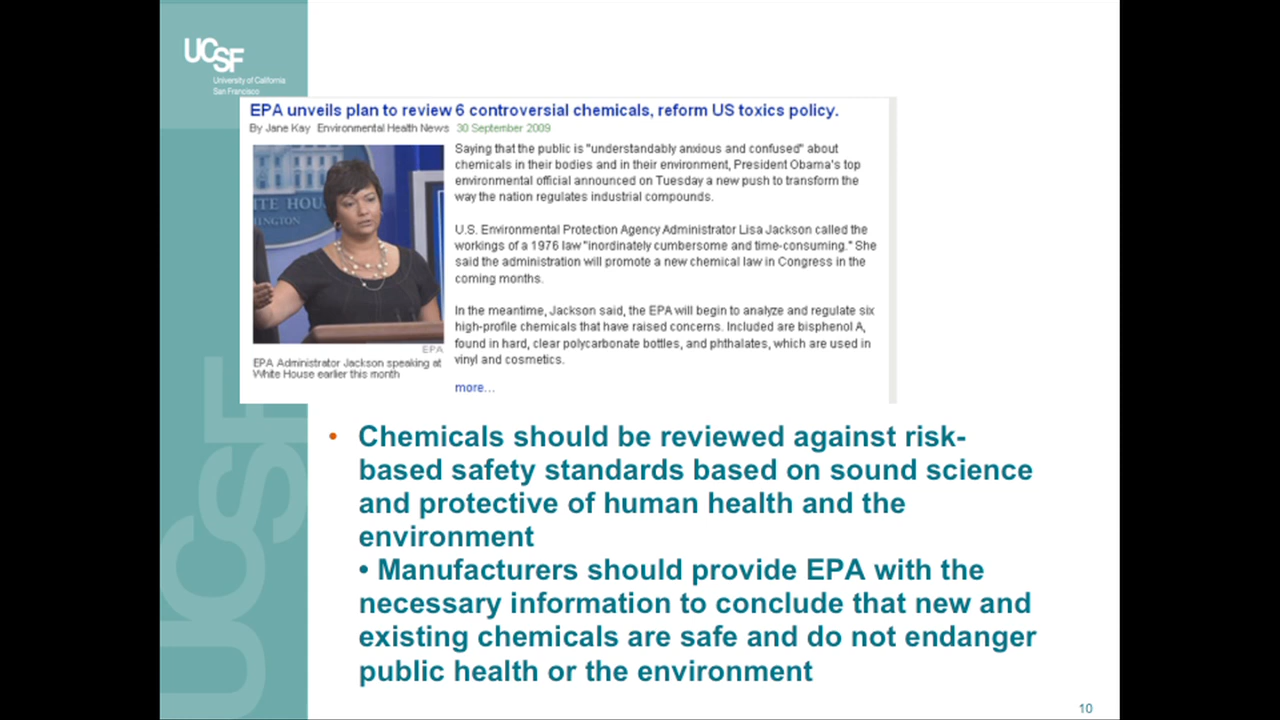 UCSF
University of California
San Francisco
EPA unveils plan to review 6 controversial chemicals, reform US toxics policy.
By Jane Kay Environmental Health News 30 September 2009
Saying that the public is "understandably anxious and confused" about
chemicals in their bodies and in their environment, President Obama's top
environmental official announced on Tuesday a new push to transform the
way the nation regulates industrial compounds.
U.S. Environmental Protection Agency Administrator Lisa Jackson called the
workings of a 1976 law "inordinately cumbersome and time-consuming." She
said the administration will promote a new chemical law in Congress in the
coming months.
In the meantime, Jackson said, the EPA will begin to analyze and regulate six
high-profile chemicals that have raised concerns. Included are bisphenol A,
found in hard, clear polycarbonate bottles, and phthalates, which are used in
vinyl and cosmetics.
more...
ITE HOU
INGTON
EPA
EPA Administrator Jackson speaking at
White House earlier this month
UCSF
• Chemicals should be reviewed against risk-
based safety standards based on sound science
and protective of human health and the
environment
• Manufacturers should provide EPA with the
necessary information to conclude that new and
existing chemicals are safe and do not endanger
public health or the environment
10